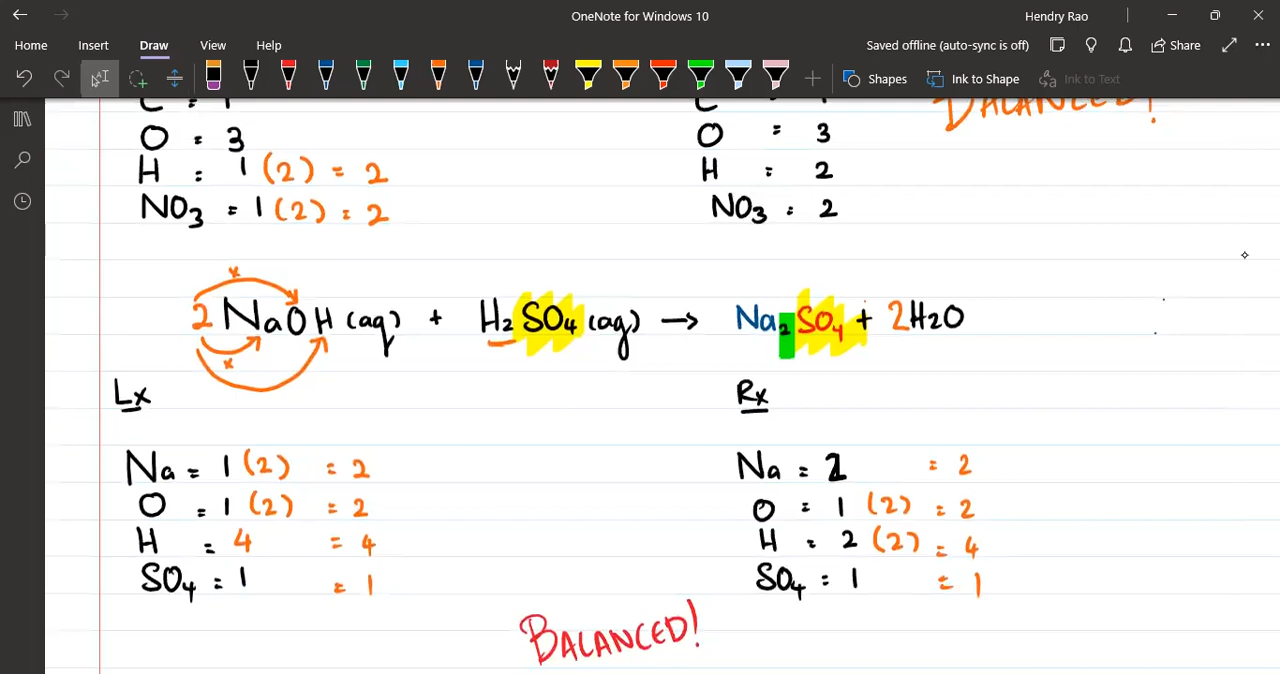 OneNote for Windows 10
Hendry Rao
Home Insert Draw View Help
Saved offline (auto-sync is off)
Share
Shapes
Ink to Shape
Ink to Text
BALANCED!
O = 3
O = 3
H = 1 (2) = 2
H = 2
NO₃ = 1 (2) = 2
NO₃ = 2
2 NaOH (aq) + H₂SO₄ (aq) → Na₂SO₄ + 2H₂O
x
x
Lx
Rx
Na = 1 (2) = 2
Na = 2 = 2
O = 1 (2) = 2
O = 1 (2) = 2
H = 4 = 4
H = 2 (2) = 4
SO₄ = 1 = 1
SO₄ = 1 = 1
BALANCED!